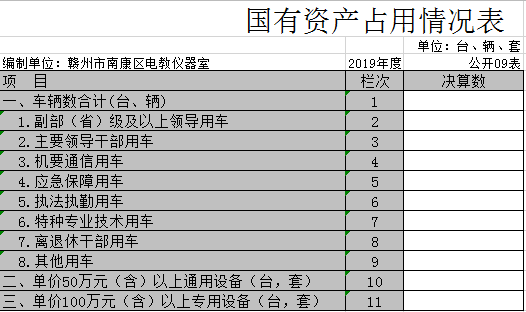 国有资产占用情况表
单位：台、辆、套
编制单位：赣州市南康区电教仪器室 2019年度 公开09表
项 目 栏次 决算数
一、车辆数合计(台、辆) 1
1.副部（省）级及以上领导用车 2
2.主要领导干部用车 3
3.机要通信用车 4
4.应急保障用车 5
5.执法执勤用车 6
6.特种专业技术用车 7
7.离退休干部用车 8
8.其他用车 9
二、单价50万元（含）以上通用设备（台，套） 10
三、单价100万元（含）以上专用设备（台，套） 11